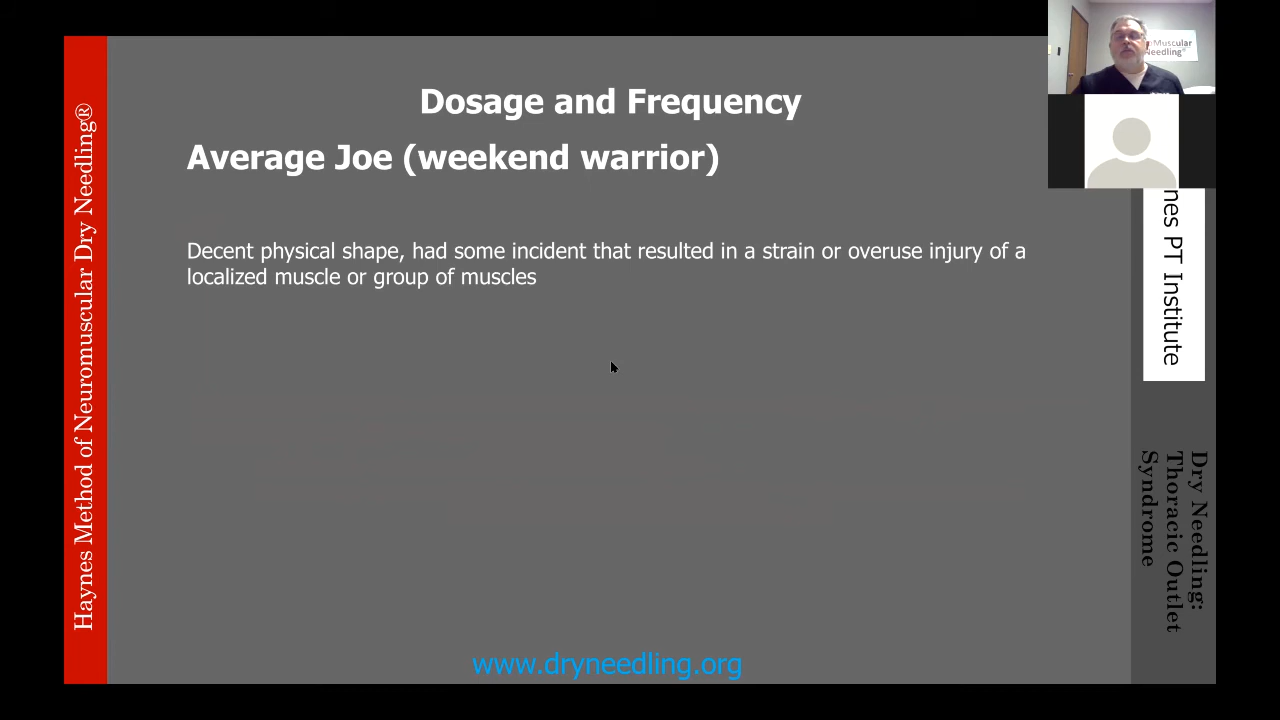 Dosage and Frequency
Average Joe (weekend warrior)
Decent physical shape, had some incident that resulted in a strain or overuse injury of a
localized muscle or group of muscles
www.dryneedling.org
Haynes Method of Neuromuscular Dry Needling®
nes PT Institute
Dry Needling:
Thoracic Outlet
Syndrome
Muscular
Needling®